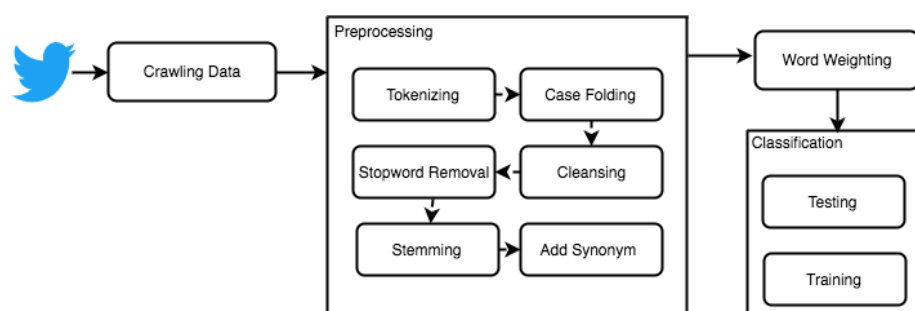 Crawling Data
Preprocessing
Tokenizing
Case Folding
Cleansing
Stopword Removal
Stemming
Add Synonym
Word Weighting
Classification
Testing
Training